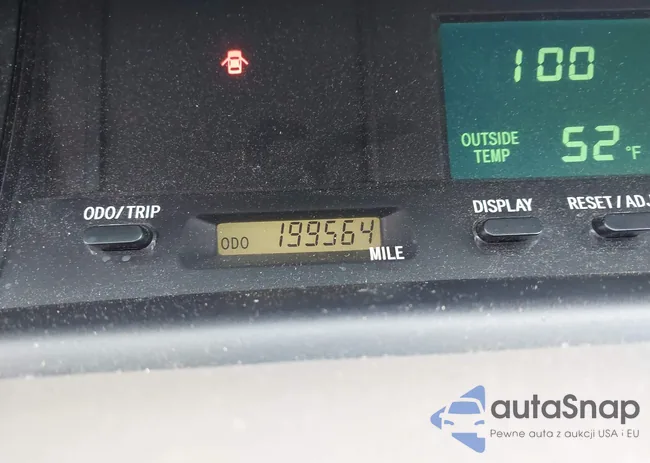 100
OUTSIDE
TEMP
52 °F
ODO/TRIP
DISPLAY
RESET/ADJ
ODO 199564
MILE
autaSnap
Pewne auta z aukcji USA i EU